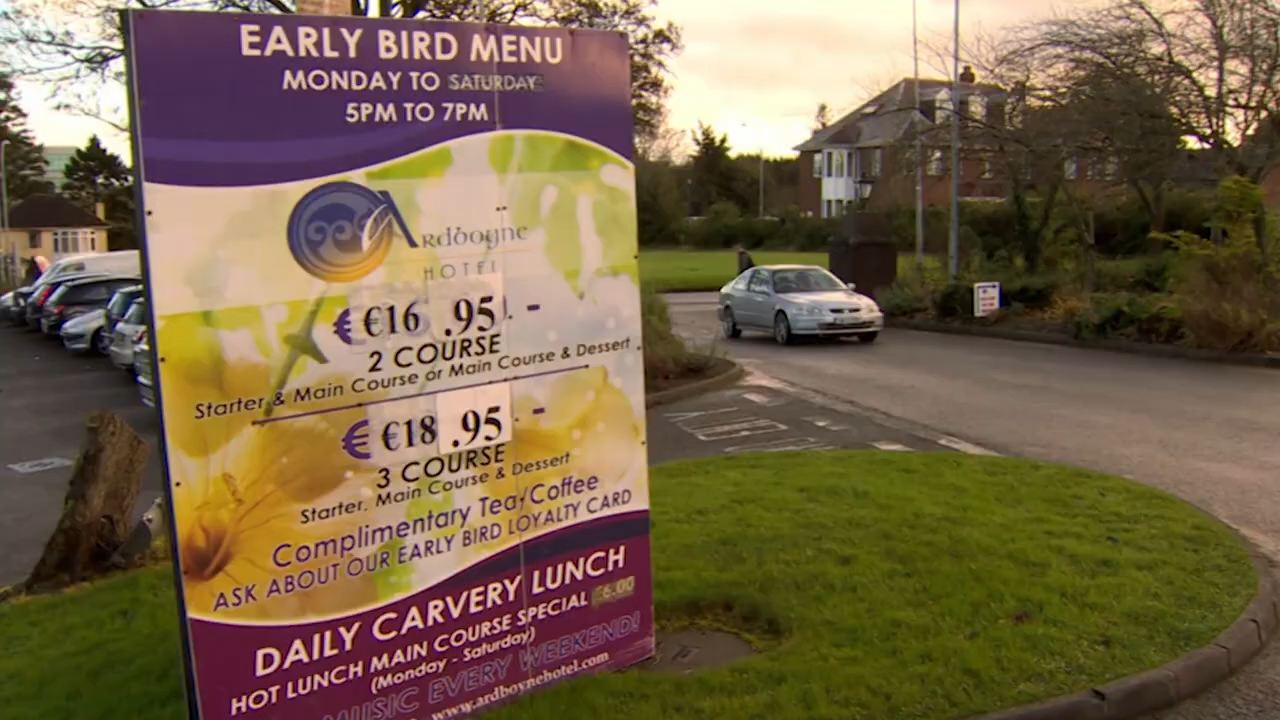 EARLY BIRD MENU
MONDAY TO SATURDAY
5PM TO 7PM
Ardboyne
HOTEL
€ €16 .95. -
2 COURSE
Starter & Main Course or Main Course & Dessert
€ €18 .95 -
3 COURSE
Starter, Main Course & Dessert
Complimentary Tea/Coffee
ASK ABOUT OUR EARLY BIRD LOYALTY CARD
DAILY CARVERY LUNCH
HOT LUNCH MAIN COURSE SPECIAL €6.00
(Monday - Saturday)
MUSIC EVERY WEEKEND!
www.ardboynehotel.com